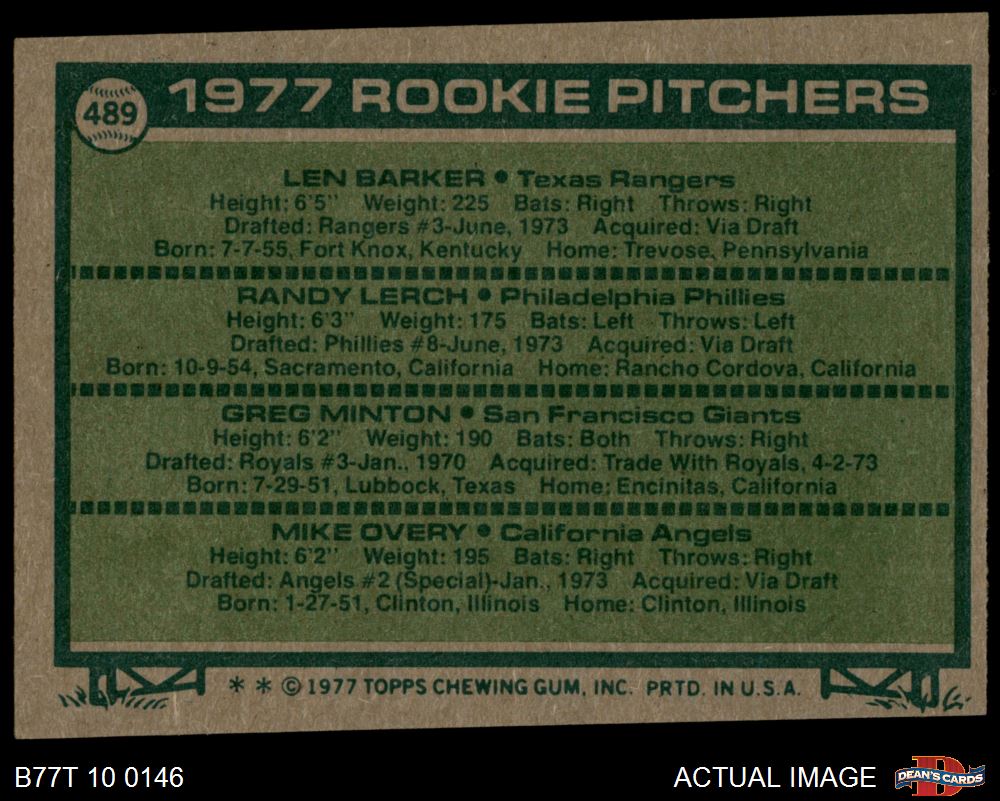 489
1977 ROOKIE PITCHERS
LEN BARKER • Texas Rangers
Height: 6'5" Weight: 225 Bats: Right Throws: Right
Drafted: Rangers #3-June, 1973 Acquired: Via Draft
Born: 7-7-55, Fort Knox, Kentucky Home: Trevose, Pennsylvania
RANDY LERCH • Philadelphia Phillies
Height: 6'3" Weight: 175 Bats: Left Throws: Left
Drafted: Phillies #8-June, 1973 Acquired: Via Draft
Born: 10-9-54, Sacramento, California Home: Rancho Cordova, California
GREG MINTON • San Francisco Giants
Height: 6'2" Weight: 190 Bats: Both Throws: Right
Drafted: Royals #3-Jan., 1970 Acquired: Trade With Royals, 4-2-73
Born: 7-29-51, Lubbock, Texas Home: Encinitas, California
MIKE OVERY • California Angels
Height: 6'2" Weight: 195 Bats: Right Throws: Right
Drafted: Angels #2 (Special)-Jan., 1973 Acquired: Via Draft
Born: 1-27-51, Clinton, Illinois Home: Clinton, Illinois
* * © 1977 TOPPS CHEWING GUM, INC. PRTD. IN U.S.A.
B77T 10 0146 ACTUAL IMAGE D DEAN'S CARDS